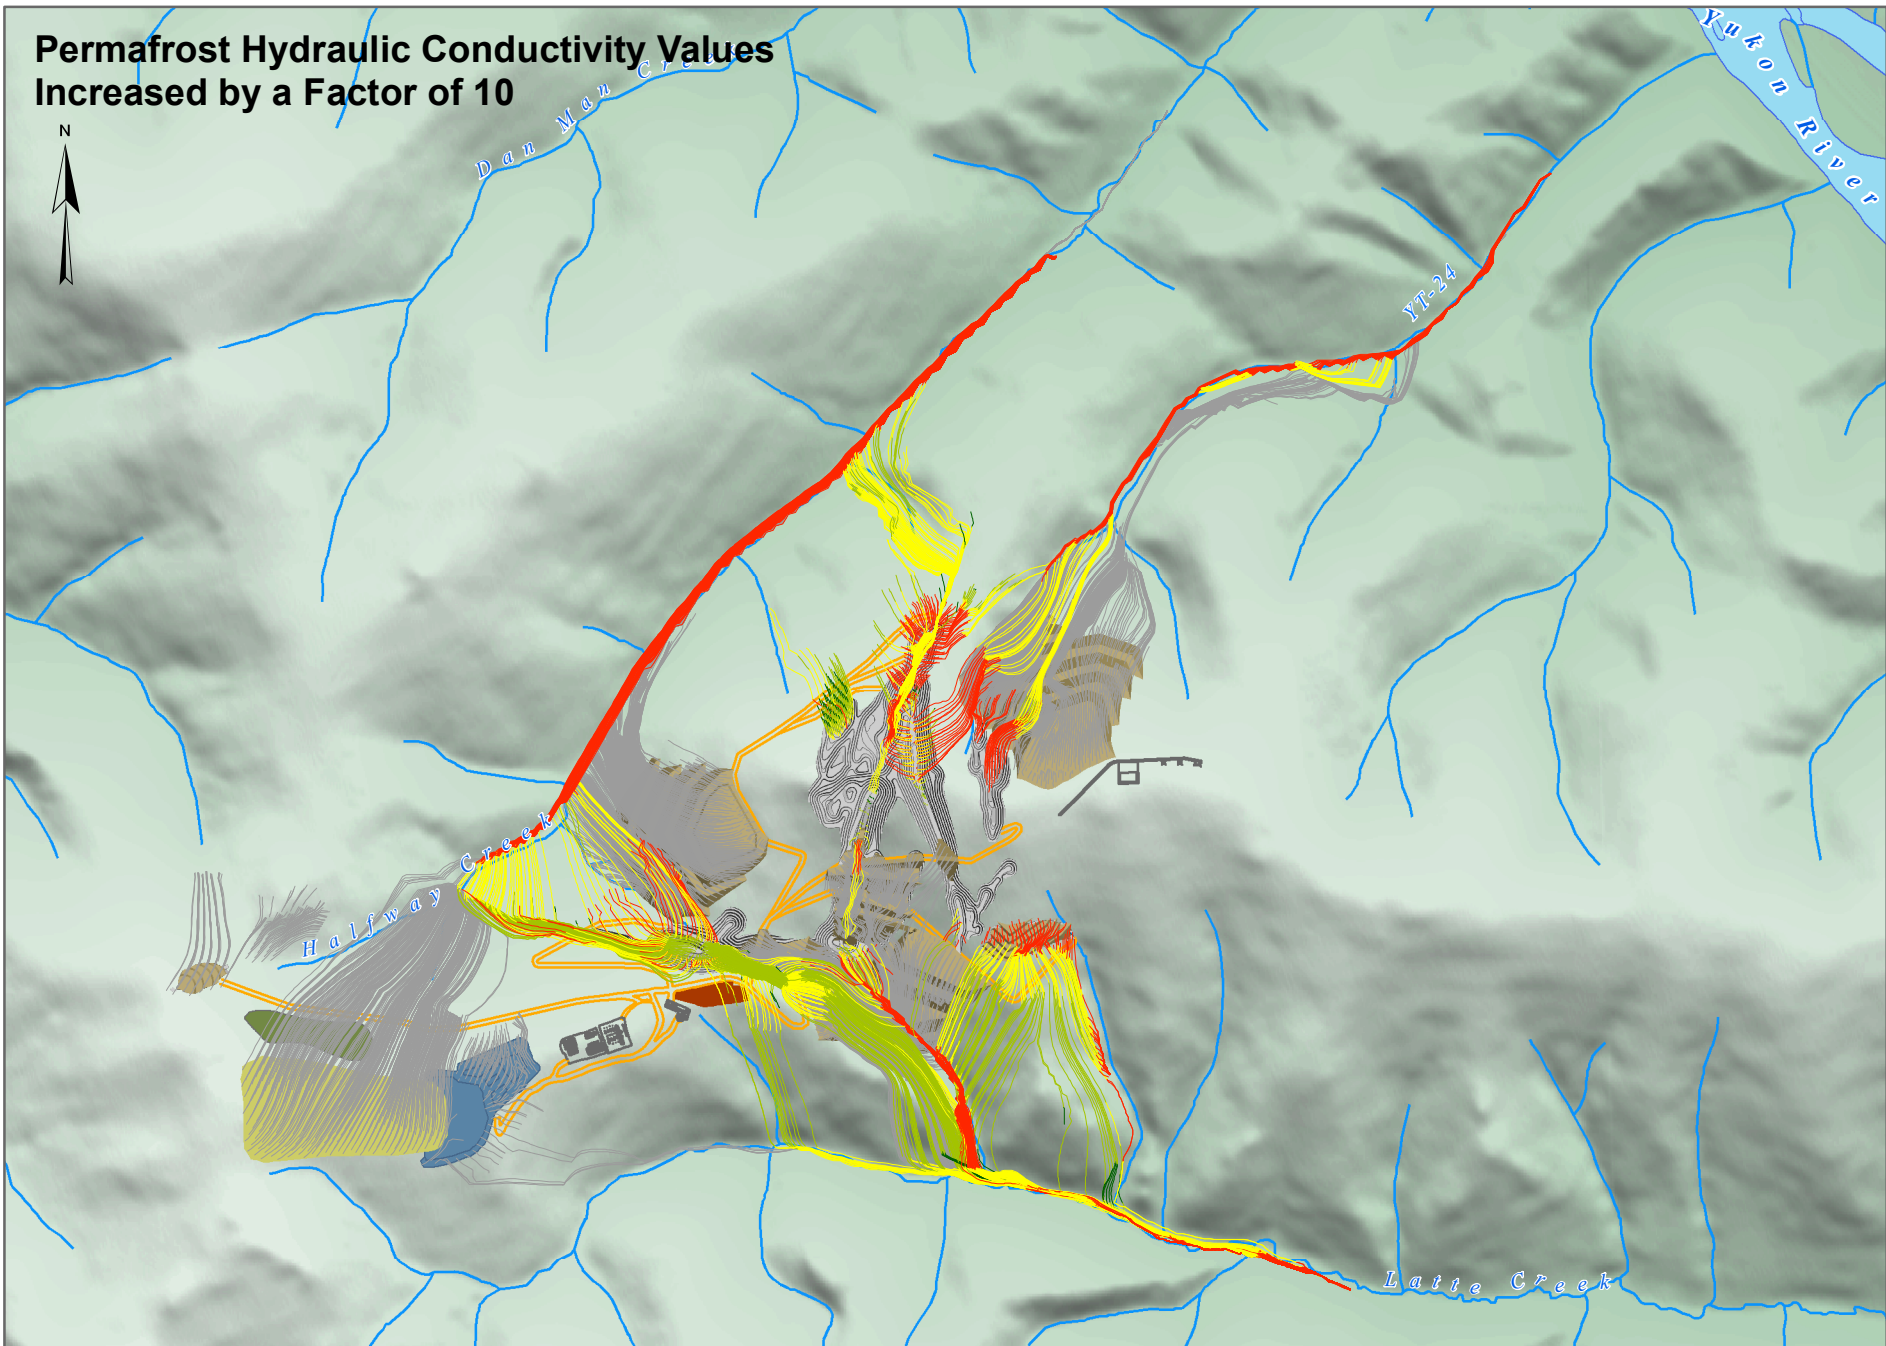 Permafrost Hydraulic Conductivity Values
Increased by a Factor of 10
N
Dan Man Creek
Yukon River
YT-24
Halfway Creek
Latte Creek